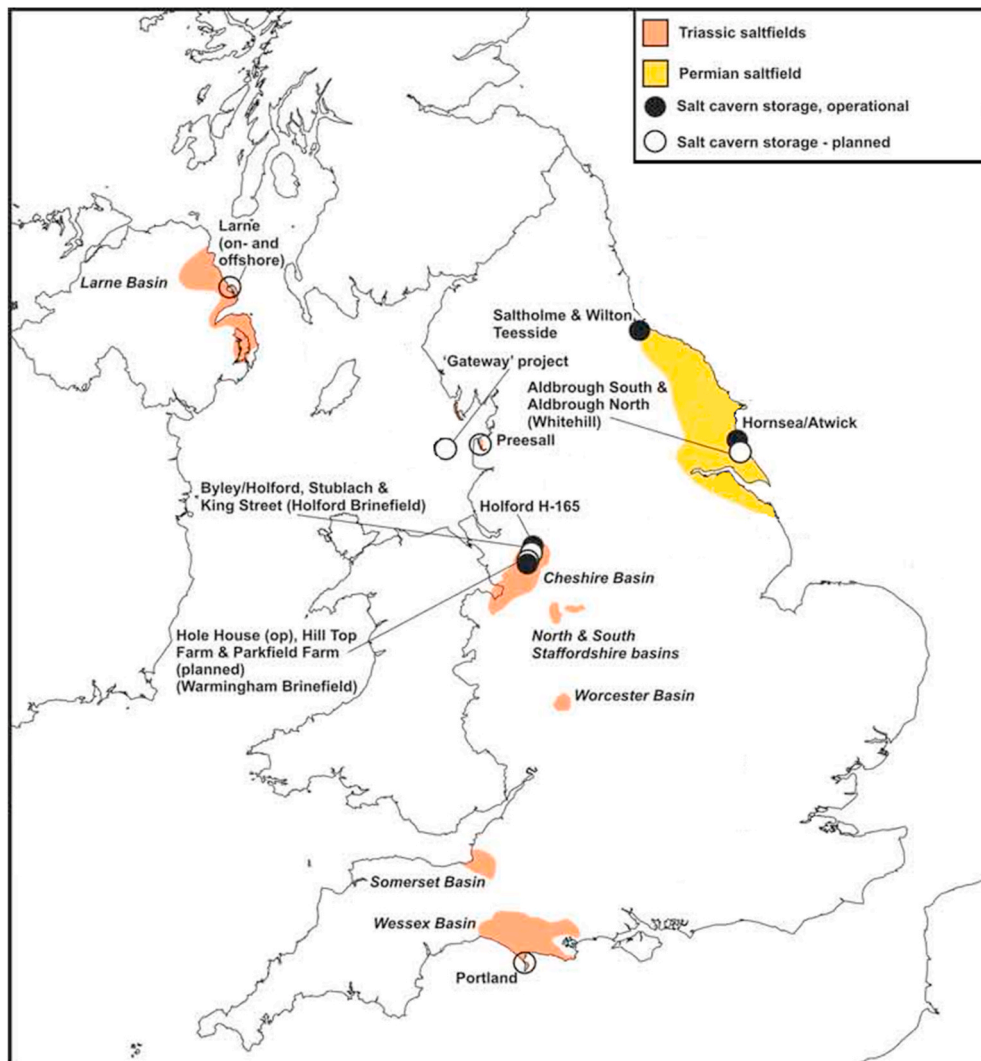 Triassic saltfields
Permian saltfield
Salt cavern storage, operational
Salt cavern storage - planned
Larne
(on- and
offshore)
Larne Basin
Saltholme & Wilton,
Teesside
'Gateway' project
Aldbrough South &
Aldbrough North
(Whitehill)
Hornsea/Atwick
Preesall
Byley/Holford, Stublach &
King Street (Holford Brinefield)
Holford H-165
Cheshire Basin
Hole House (op), Hill Top
Farm & Parkfield Farm
(planned)
(Warmingham Brinefield)
North & South
Staffordshire basins
Worcester Basin
Somerset Basin
Wessex Basin
Portland